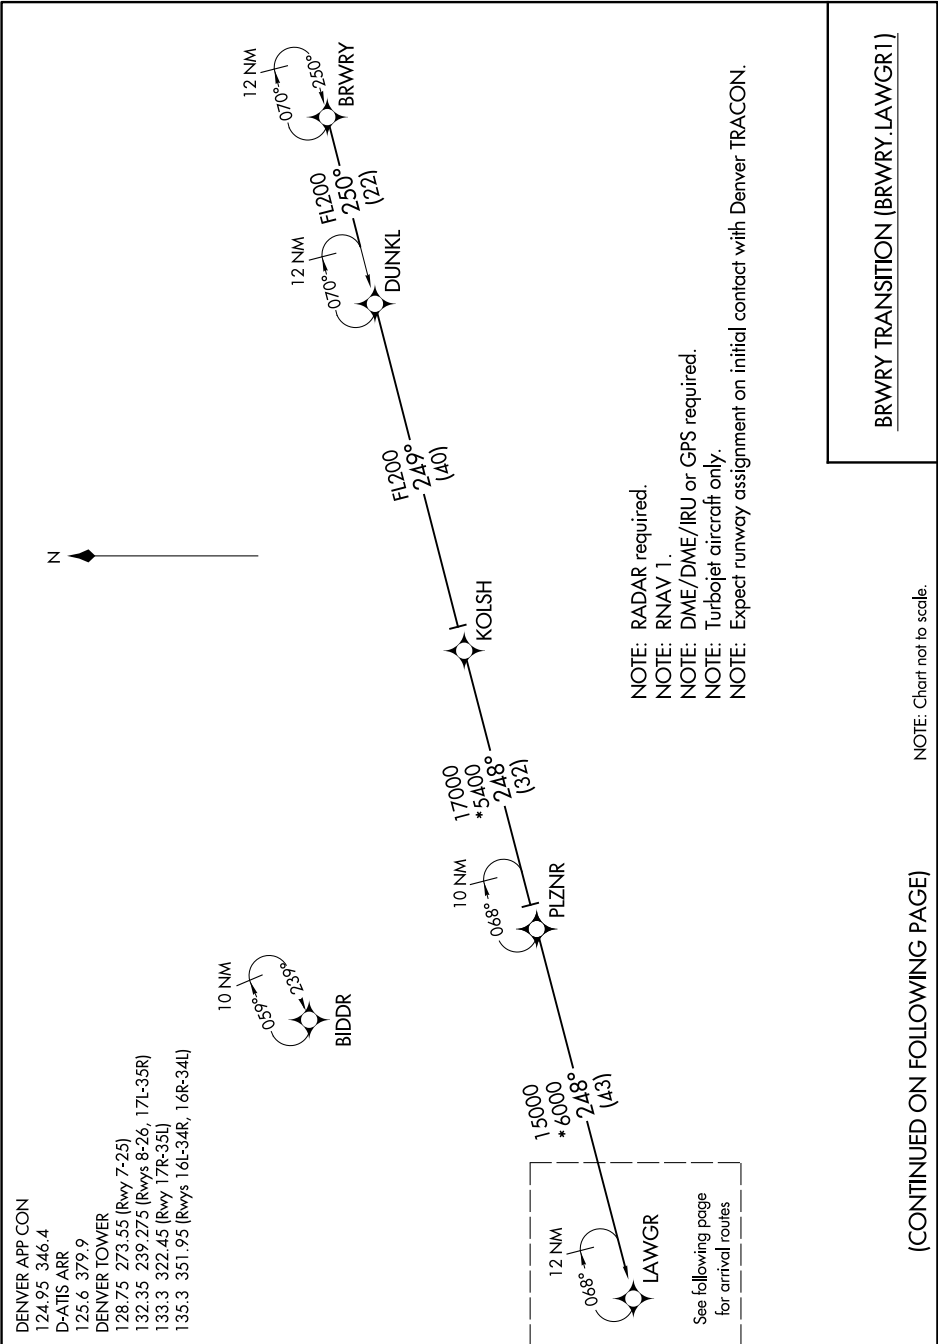 DENVER APP CON
124.95 346.4
D-ATIS ARR
125.6 379.9
DENVER TOWER
128.75 273.55 (Rwy 7-25)
132.35 239.275 (Rwys 8-26, 17L-35R)
133.3 322.45 (Rwy 17R-35L)
135.3 351.95 (Rwys 16L-34R, 16R-34L)
N
12 NM
070°
250°
BRWRY
FL200
250°
(22)
12 NM
070°
DUNKL
FL200
249°
(40)
KOLSH
17000
*5400
248°
(32)
10 NM
068°
PLZNR
10 NM
059°
239°
BIDDR
15000
*6000
248°
(43)
12 NM
068°
LAWGR
See following page
for arrival routes
NOTE: RADAR required.
NOTE: RNAV 1.
NOTE: DME/DME/IRU or GPS required.
NOTE: Turbojet aircraft only.
NOTE: Expect runway assignment on initial contact with Denver TRACON.
BRWRY TRANSITION (BRWRY.LAWGR1)
(CONTINUED ON FOLLOWING PAGE)
NOTE: Chart not to scale.